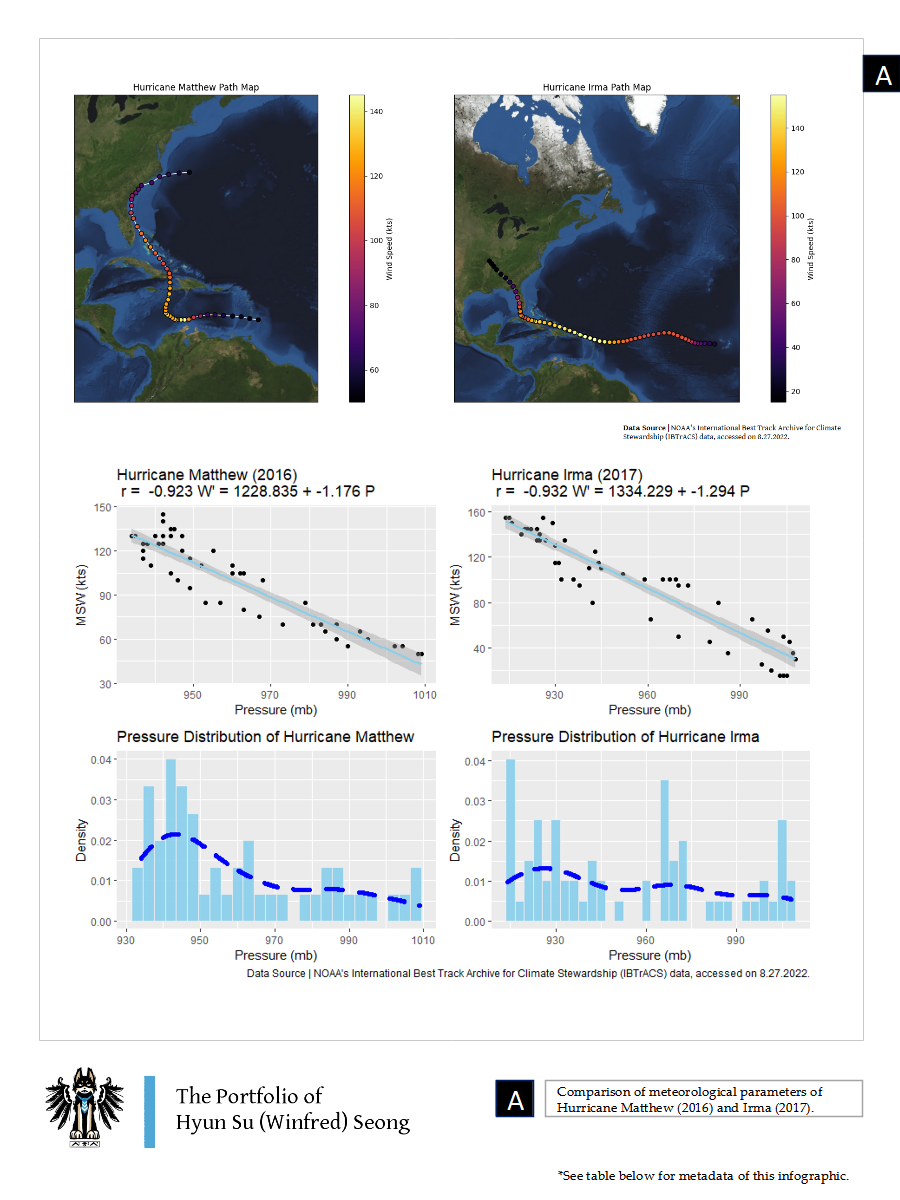 A
Hurricane Matthew Path Map
140
120
100
80
60
Wind Speed (kts)
Hurricane Irma Path Map
140
120
100
80
60
40
20
Wind Speed (kts)
Data Source | NOAA's International Best Track Archive for Climate
Stewardship (IBTrACS) data, accessed on 8.27.2022.
Hurricane Matthew (2016)
r = -0.923 W' = 1228.835 + -1.176 P
150
120
90
60
30
MSW (kts)
950
970
990
1010
Pressure (mb)
Hurricane Irma (2017)
r = -0.932 W' = 1334.229 + -1.294 P
160
120
80
40
MSW (kts)
930
960
990
Pressure (mb)
Pressure Distribution of Hurricane Matthew
0.04
0.03
0.02
0.01
0.00
Density
930
950
970
990
1010
Pressure (mb)
Pressure Distribution of Hurricane Irma
0.04
0.03
0.02
0.01
0.00
Density
930
960
990
Pressure (mb)
Data Source | NOAA's International Best Track Archive for Climate Stewardship (IBTrACS) data, accessed on 8.27.2022.
The Portfolio of
Hyun Su (Winfred) Seong
A
Comparison of meteorological parameters of
Hurricane Matthew (2016) and Irma (2017).
*See table below for metadata of this infographic.